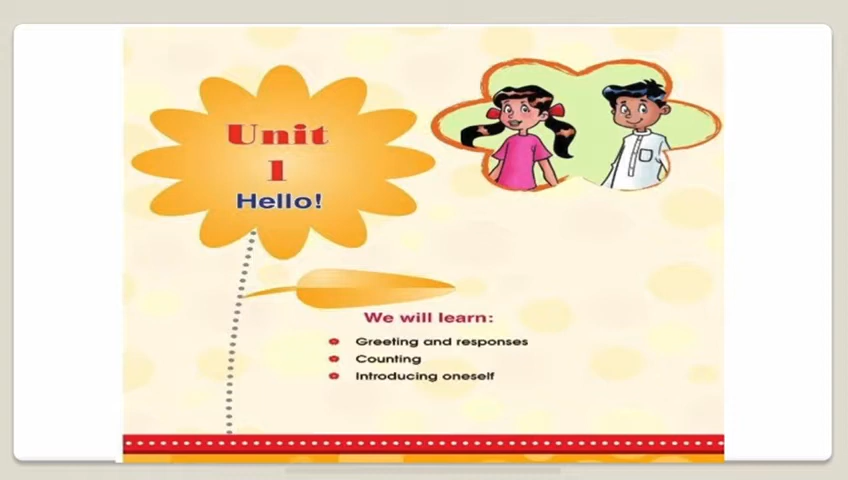 Unit
1
Hello!
We will learn:
Greeting and responses
Counting
Introducing oneself